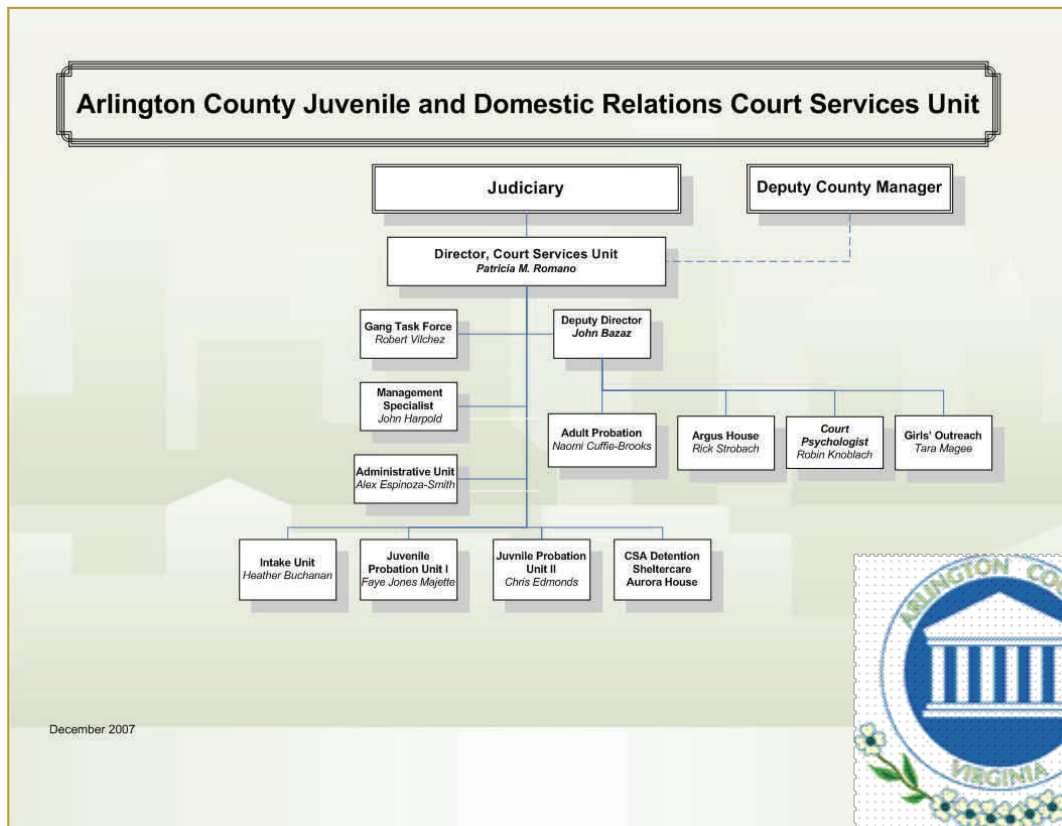 Arlington County Juvenile and Domestic Relations Court Services Unit
Judiciary
Deputy County Manager
Director, Court Services Unit
Patricia M. Romano
Gang Task Force
Robert Vilchez
Deputy Director
John Bazaz
Management
Specialist
John Harpold
Adult Probation
Naomi Cuffie-Brooks
Argus House
Rick Strobach
Court
Psychologist
Robin Knoblach
Girls' Outreach
Tara Magee
Administrative Unit
Alex Espinoza-Smith
Intake Unit
Heather Buchanan
Juvenile
Probation Unit I
Faye Jones Majette
Juvnile Probation
Unit II
Chris Edmonds
CSA Detention
Sheltercare
Aurora House
ARLINGTON CO
VIRGINIA
December 2007